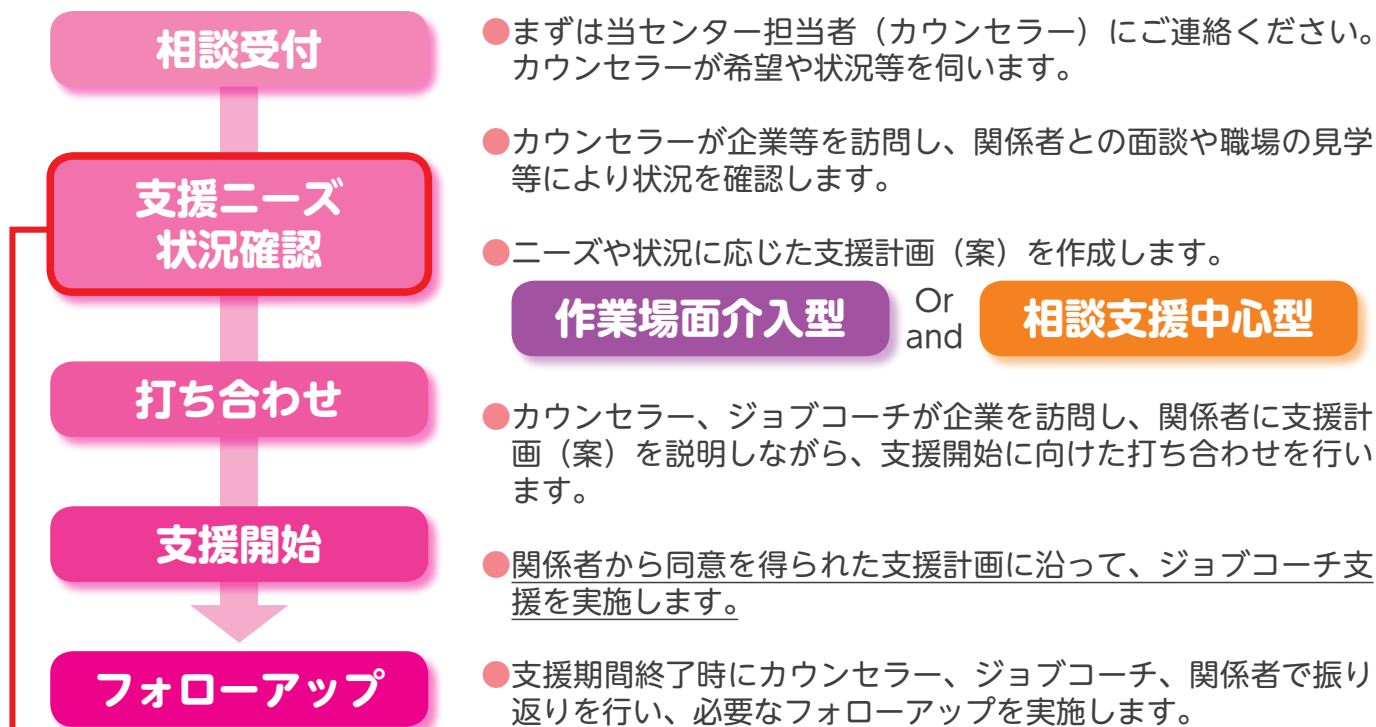 相談受付
●まずは当センター担当者（カウンセラー）にご連絡ください。
カウンセラーが希望や状況等を伺います。
支援ニーズ
状況確認
●カウンセラーが企業等を訪問し、関係者との面談や職場の見学
等により状況を確認します。
●ニーズや状況に応じた支援計画（案）を作成します。
作業場面介入型
Or
and
相談支援中心型
打ち合わせ
●カウンセラー、ジョブコーチが企業を訪問し、関係者に支援計
画（案）を説明しながら、支援開始に向けた打ち合わせを行い
ます。
支援開始
●関係者から同意を得られた支援計画に沿って、ジョブコーチ支
援を実施します。
フォローアップ
●支援期間終了時にカウンセラー、ジョブコーチ、関係者で振り
返りを行い、必要なフォローアップを実施します。